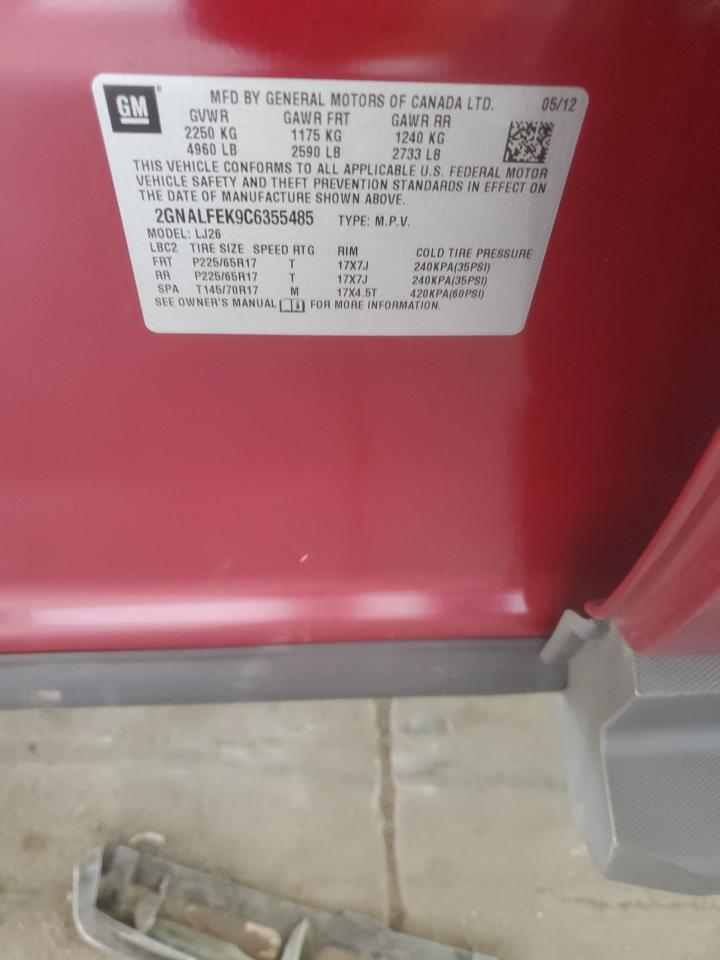 GM®
MFD BY GENERAL MOTORS OF CANADA LTD. 05/12
GVWR GAWR FRT GAWR RR
2250 KG 1175 KG 1240 KG
4960 LB 2590 LB 2733 LB
THIS VEHICLE CONFORMS TO ALL APPLICABLE U.S. FEDERAL MOTOR
VEHICLE SAFETY AND THEFT PREVENTION STANDARDS IN EFFECT ON
THE DATE OF MANUFACTURE SHOWN ABOVE.
2GNALFEK9C6355485 TYPE: M.P.V.
MODEL: LJ26
LBC2 TIRE SIZE SPEED RTG RIM COLD TIRE PRESSURE
FRT P225/65R17 T 17X7J 240KPA(35PSI)
RR P225/65R17 T 17X7J 240KPA(35PSI)
SPA T145/70R17 M 17X4.5T 420KPA(60PSI)
SEE OWNER'S MANUAL FOR MORE INFORMATION.